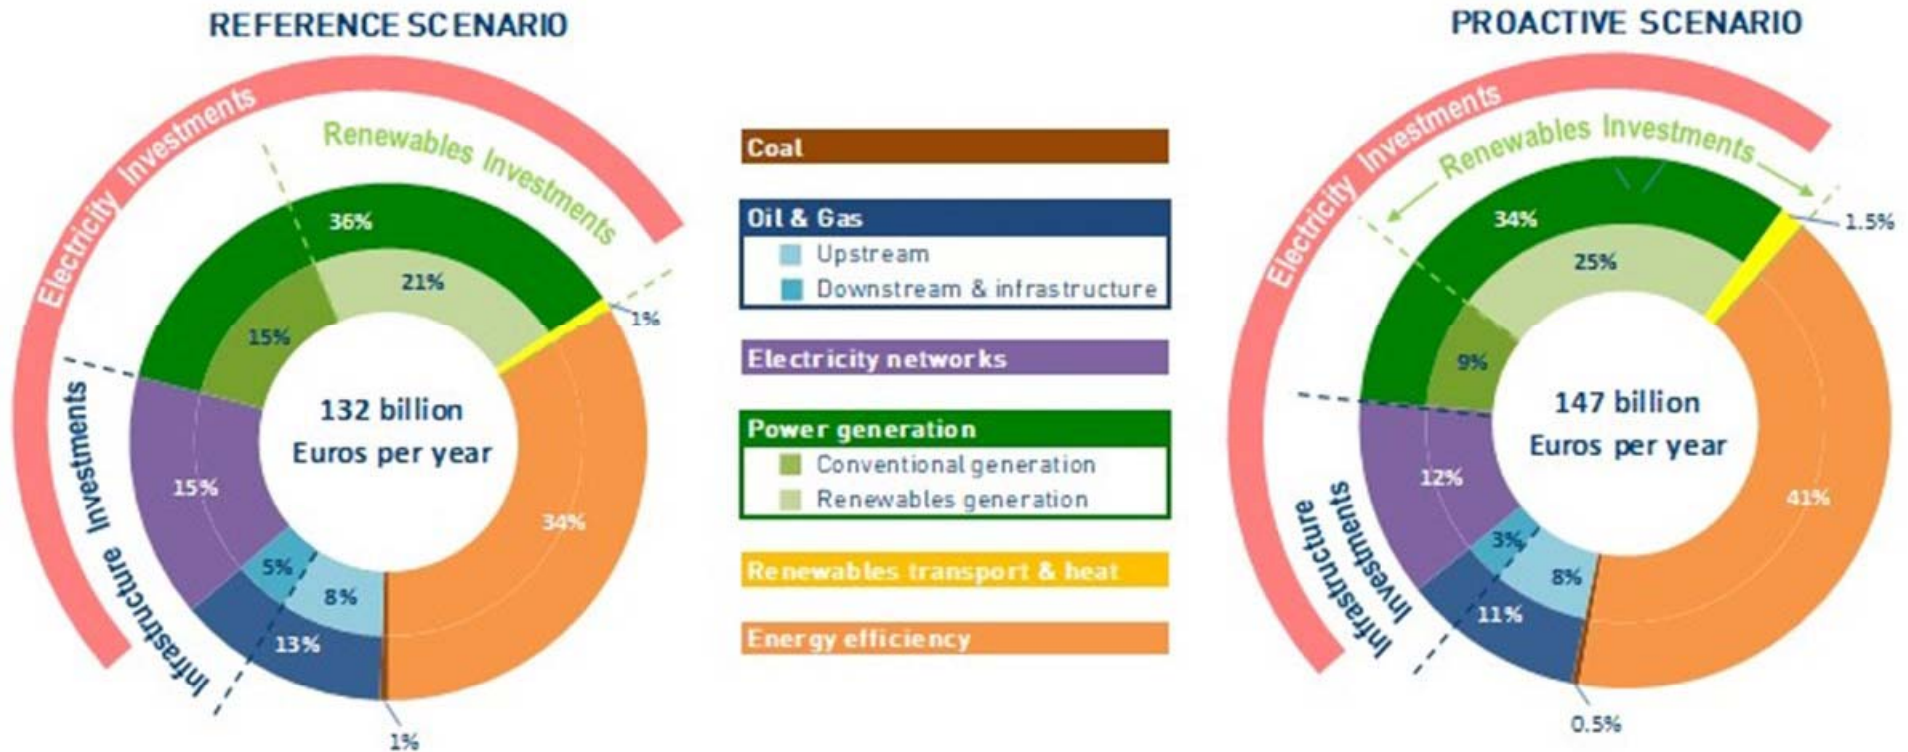 REFERENCE SCENARIO
Electricity Investments
Renewables Investments
Infrastructure Investments
36%
21%
15%
1%
15%
34%
5%
8%
13%
1%
132 billion
Euros per year
Coal
Oil & Gas
Upstream
Downstream & infrastructure
Electricity networks
Power generation
Conventional generation
Renewables generation
Renewables transport & heat
Energy efficiency
PROACTIVE SCENARIO
Electricity Investments
Renewables Investments
Infrastructure
Investments
34%
1.5%
25%
9%
12%
41%
3%
8%
11%
0.5%
147 billion
Euros per year